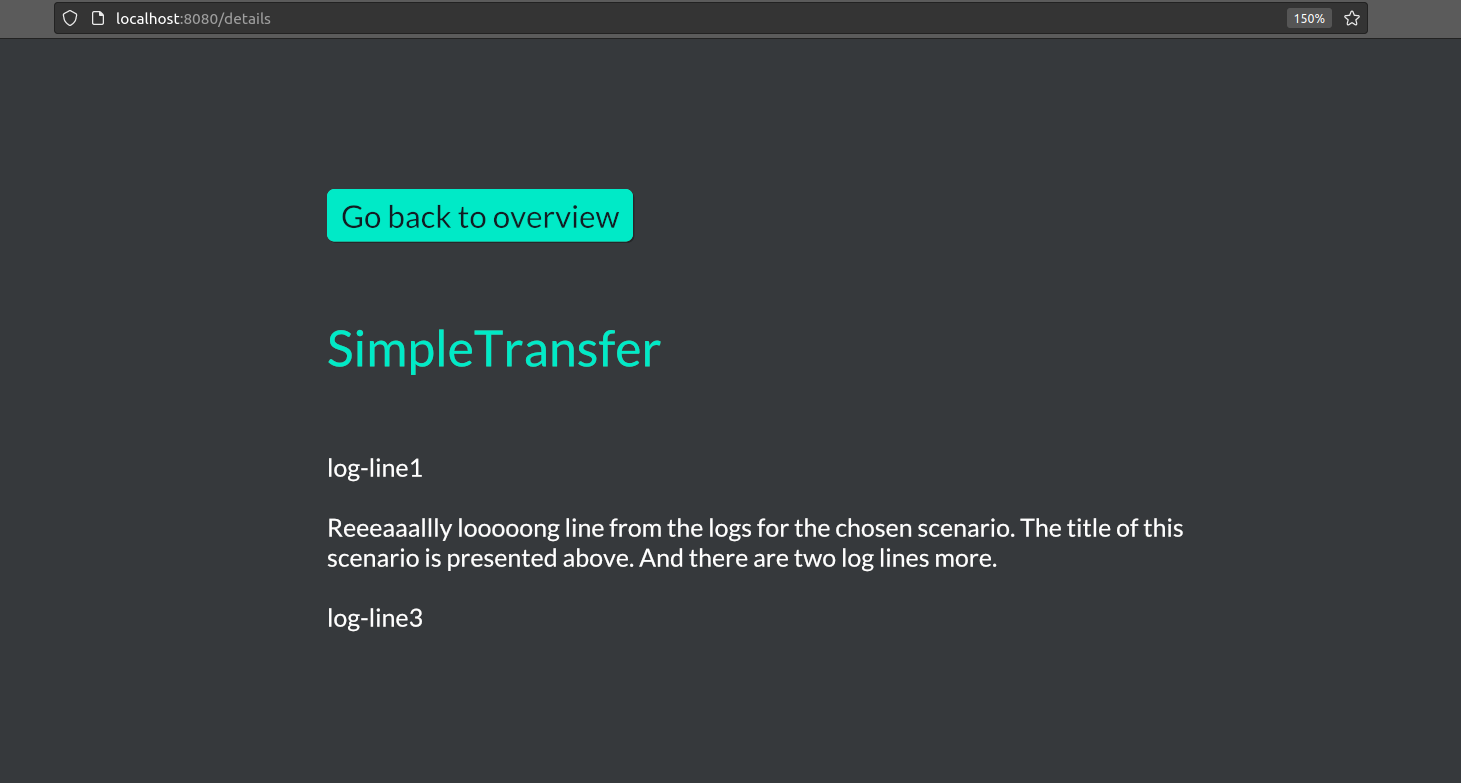 localhost:8080/details
150%
Go back to overview
SimpleTransfer
log-line1
Reeeaaallly looooong line from the logs for the chosen scenario. The title of this
scenario is presented above. And there are two log lines more.
log-line3